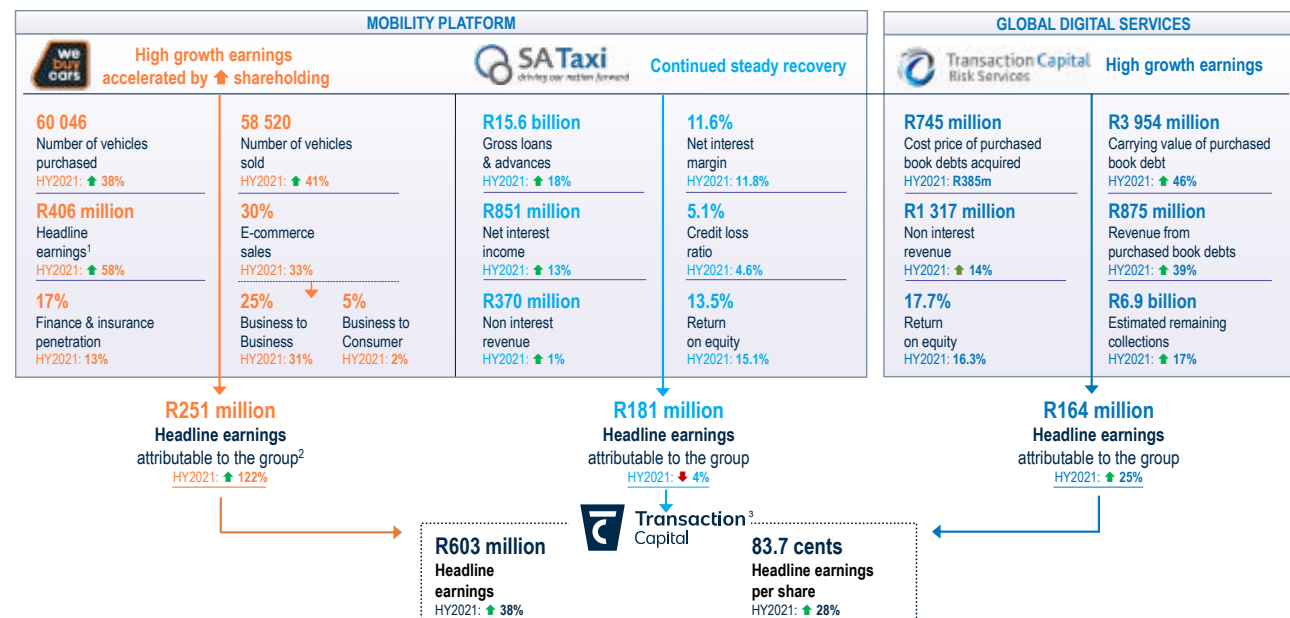 MOBILITY PLATFORM
we
buy
cars
High growth earnings
accelerated by ⬆ shareholding
60 046
Number of vehicles
purchased
HY2021: ⬆ 38%
58 520
Number of vehicles
sold
HY2021: ⬆ 41%
R406 million
Headline
earnings¹
HY2021: ⬆ 58%
30%
E-commerce
sales
HY2021: 33%
17%
Finance & insurance
penetration
HY2021: 13%
25%
Business to
Business
HY2021: 31%
5%
Business to
Consumer
HY2021: 2%
SA Taxi
driving our nation forward
Continued steady recovery
R15.6 billion
Gross loans
& advances
HY2021: ⬆ 18%
11.6%
Net interest
margin
HY2021: 11.8%
R851 million
Net interest
income
HY2021: ⬆ 13%
5.1%
Credit loss
ratio
HY2021: 4.6%
R370 million
Non interest
revenue
HY2021: ⬆ 1%
13.5%
Return
on equity
HY2021: 15.1%
GLOBAL DIGITAL SERVICES
Transaction Capital
Risk Services
High growth earnings
R745 million
Cost price of purchased
book debts acquired
HY2021: R385m
R3 954 million
Carrying value of purchased
book debt
HY2021: ⬆ 46%
R1 317 million
Non interest
revenue
HY2021: ⬆ 14%
R875 million
Revenue from
purchased book debts
HY2021: ⬆ 39%
17.7%
Return
on equity
HY2021: 16.3%
R6.9 billion
Estimated remaining
collections
HY2021: ⬆ 17%
R251 million
Headline earnings
attributable to the group²
HY2021: ⬆ 122%
R181 million
Headline earnings
attributable to the group
HY2021: ⬇ 4%
R164 million
Headline earnings
attributable to the group
HY2021: ⬆ 25%
Transaction³
Capital
R603 million
Headline
earnings
HY2021: ⬆ 38%
83.7 cents
Headline earnings
per share
HY2021: ⬆ 28%